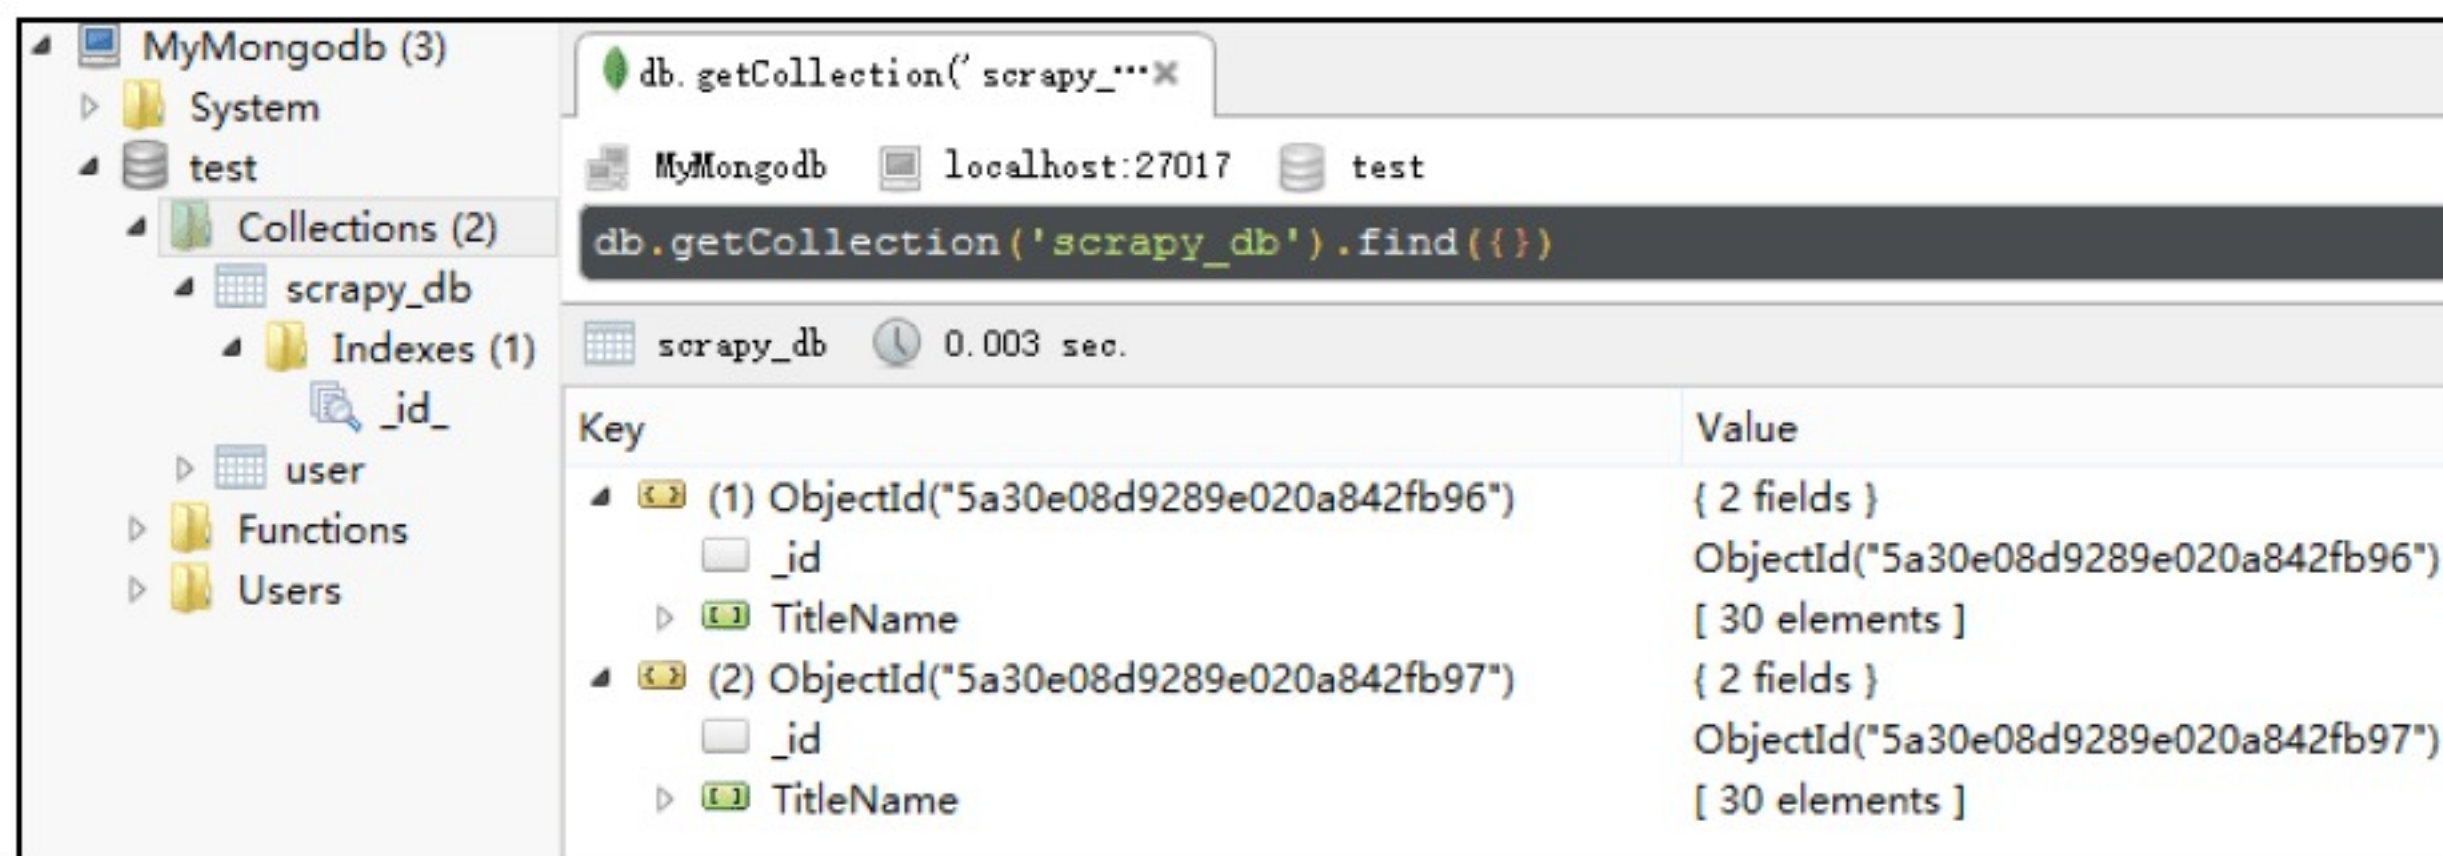 MyMongodb (3)
System
test
Collections (2)
scrapy_db
Indexes (1)
_id_
user
Functions
Users
db.getCollection('scrapy_···
MyMongodb localhost:27017 test
db.getCollection('scrapy_db').find({})
scrapy_db 0.003 sec.
Key Value
(1) ObjectId("5a30e08d9289e020a842fb96") { 2 fields }
_id ObjectId("5a30e08d9289e020a842fb96")
TitleName [ 30 elements ]
(2) ObjectId("5a30e08d9289e020a842fb97") { 2 fields }
_id ObjectId("5a30e08d9289e020a842fb97")
TitleName [ 30 elements ]